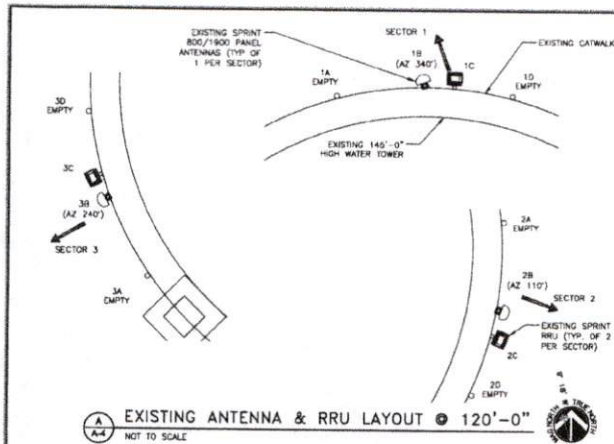 EXISTING SPRINT
800/1900 PANEL
ANTENNAS (TYP OF
1 PER SECTOR)
SECTOR 1
1B
(AZ 340°)
1C
EXISTING CATWALK
1A
EMPTY
1D
EMPTY
EXISTING 145'-0"
HIGH WATER TOWER
3D
EMPTY
3C
3B
(AZ 240°)
SECTOR 3
3A
EMPTY
2A
EMPTY
2B
(AZ 110°)
SECTOR 2
EXISTING SPRINT
RRU (TYP. OF 2
PER SECTOR)
2C
2D
EMPTY
A
A-4
EXISTING ANTENNA & RRU LAYOUT @ 120'-0"
NOT TO SCALE
MAG NORTH
TRUE NORTH